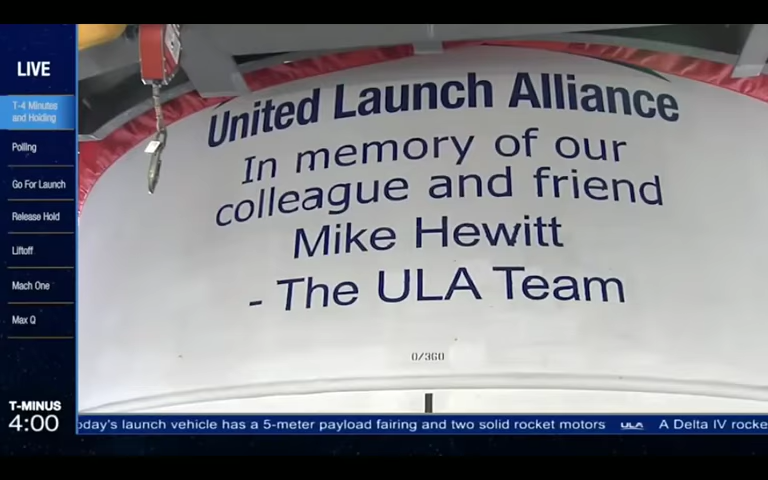 LIVE
T-4 Minutes
and Holding
Polling
Go For Launch
Release Hold
Liftoff
Mach One
Max Q
T-MINUS
4:00
United Launch Alliance
In memory of our
colleague and friend
Mike Hewitt
- The ULA Team
0/360
oday's launch vehicle has a 5-meter payload fairing and two solid rocket motors ULA A Delta IV rocke